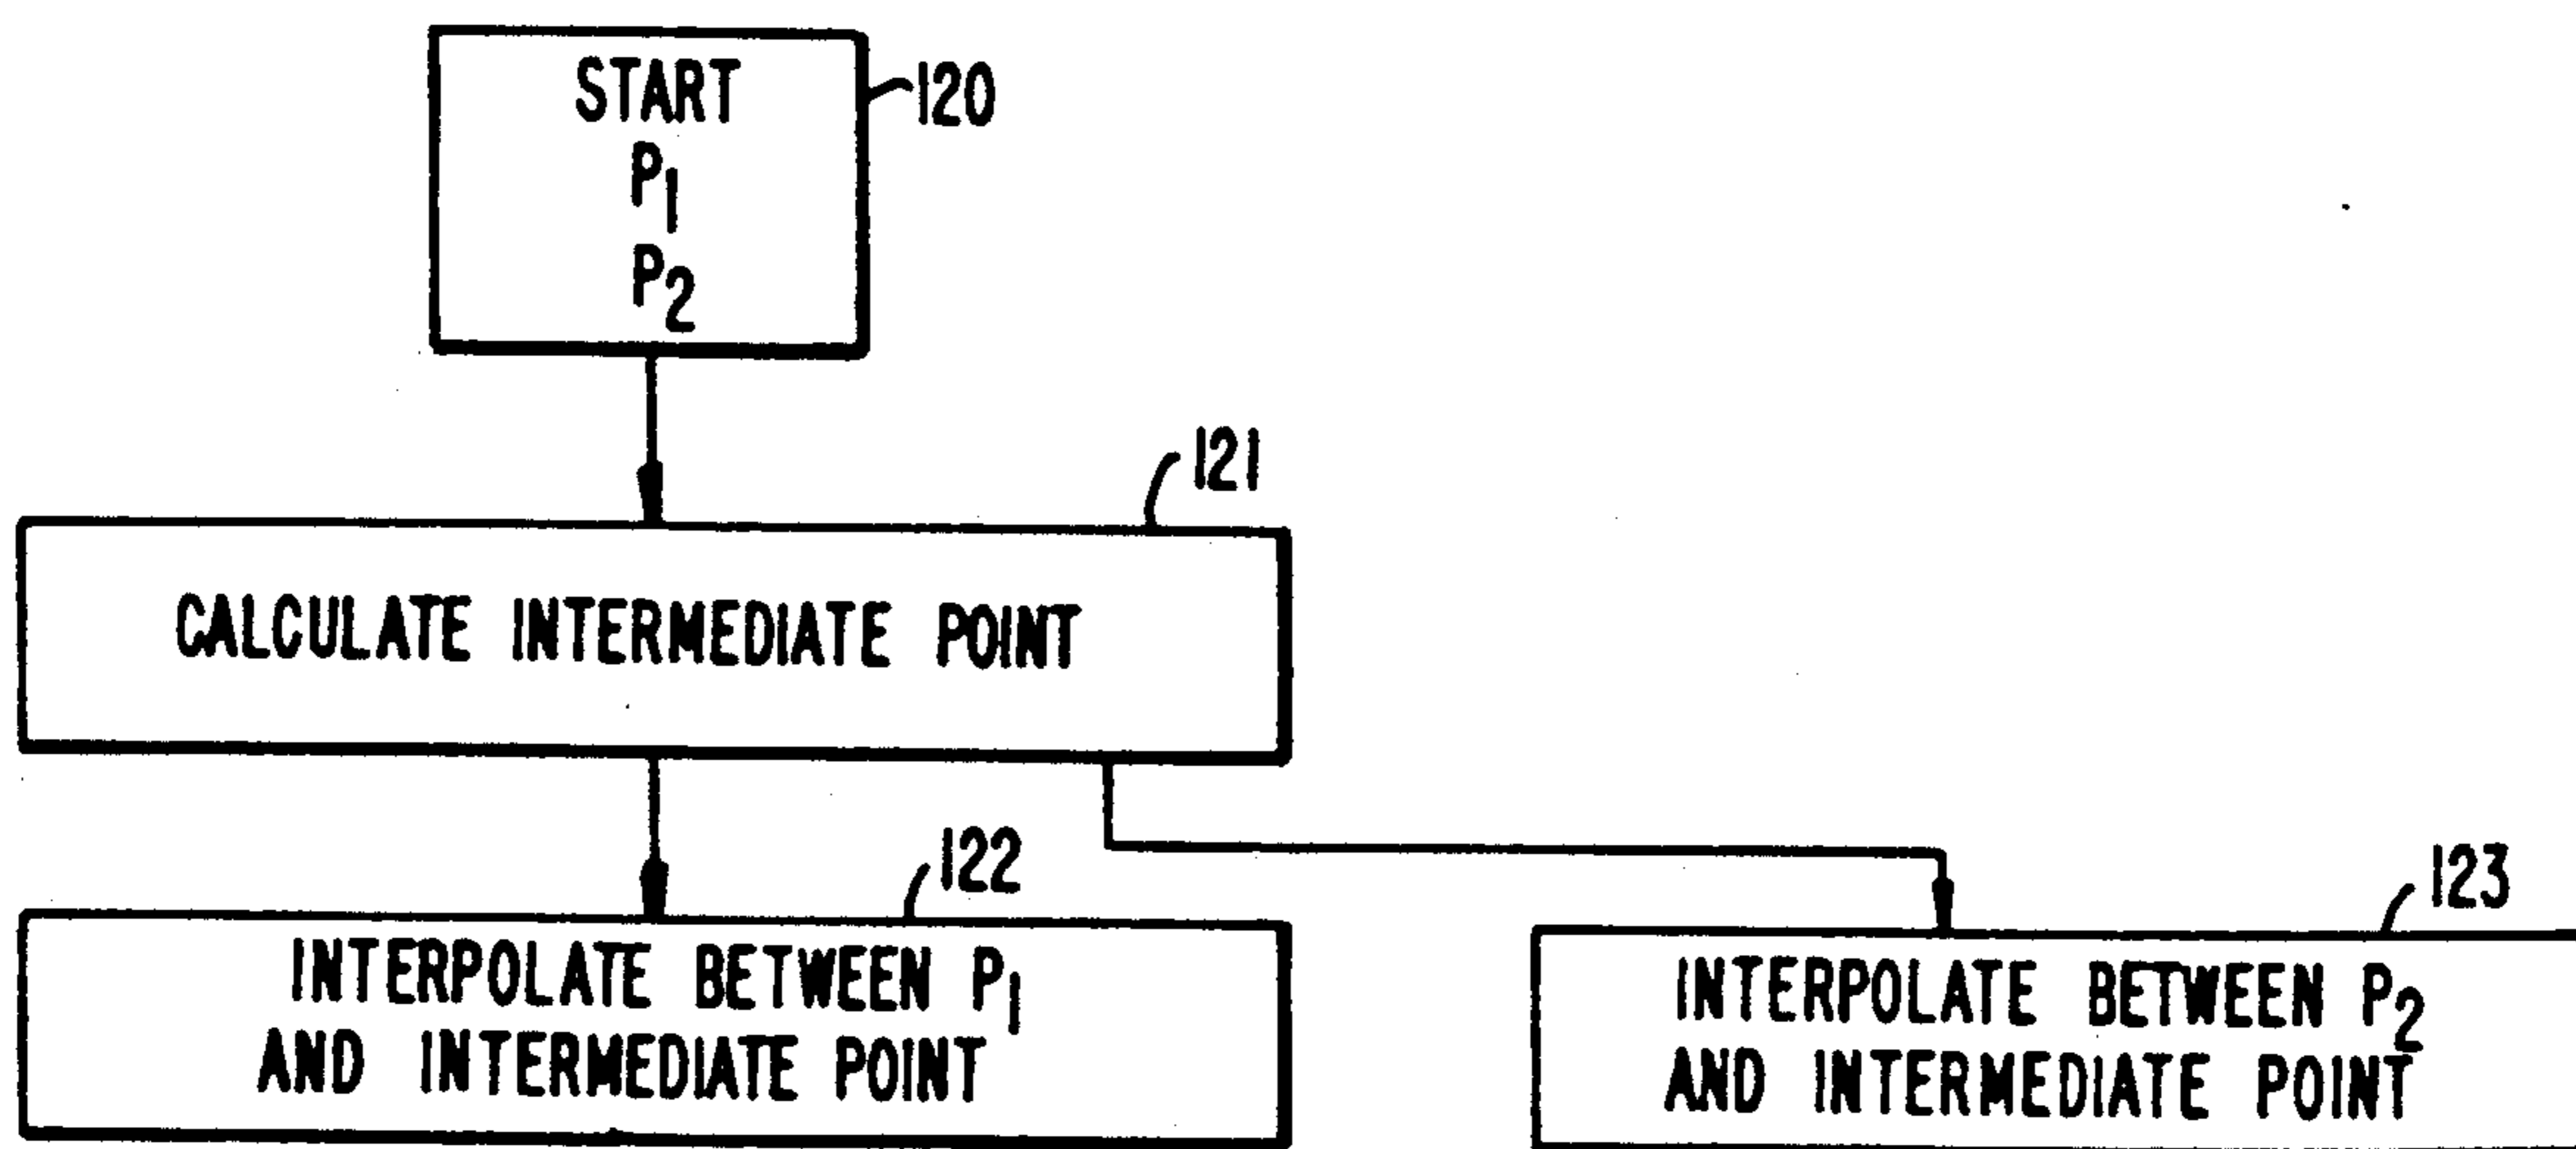 START
P1
P2
120
121
CALCULATE INTERMEDIATE POINT
122
INTERPOLATE BETWEEN P1
AND INTERMEDIATE POINT
123
INTERPOLATE BETWEEN P2
AND INTERMEDIATE POINT